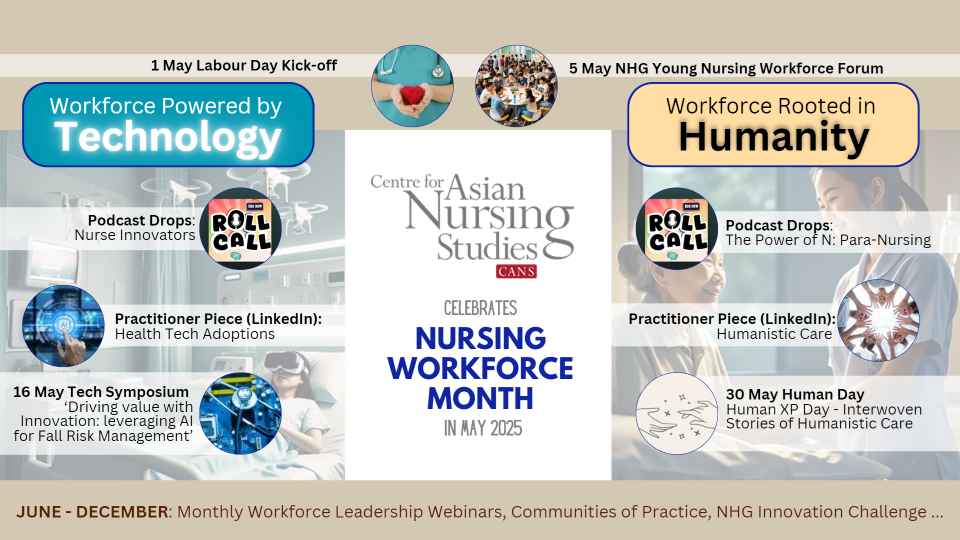 1 May Labour Day Kick-off
5 May NHG Young Nursing Workforce Forum
Workforce Powered by
Technology
Workforce Rooted in
Humanity
Podcast Drops:
Nurse Innovators
ROLL
CALL
Practitioner Piece (LinkedIn):
Health Tech Adoptions
AI
16 May Tech Symposium
‘Driving value with
Innovation: leveraging AI
for Fall Risk Management’
Centre for Asian
Nursing
Studies
CANS
CELEBRATES
NURSING
WORKFORCE
MONTH
IN MAY 2025
ROLL
CALL
Podcast Drops:
The Power of N: Para-Nursing
Practitioner Piece (LinkedIn):
Humanistic Care
30 May Human Day
Human XP Day - Interwoven
Stories of Humanistic Care
JUNE - DECEMBER: Monthly Workforce Leadership Webinars, Communities of Practice, NHG Innovation Challenge ...